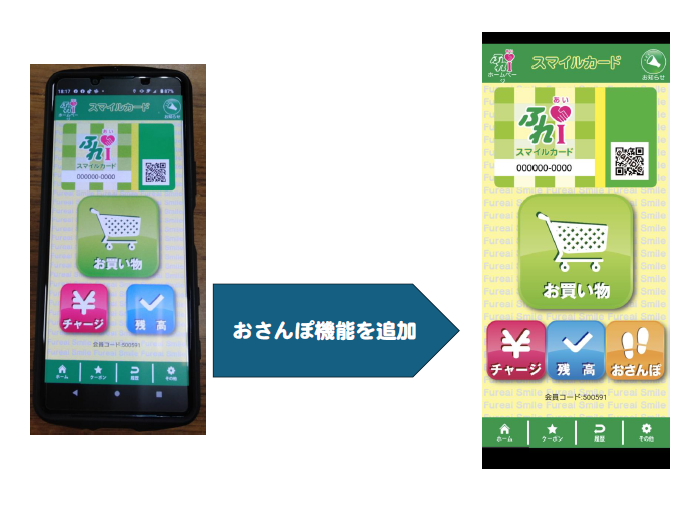 18:17
87%
ふれ
あい
I
ホームページ
スマイルカード
お知らせ
あい
ふれI
スマイルカード
000000-0000
お買い物
チャージ
残 高
会員コード:500591
ホーム
クーポン
履歴
その他
おさんぽ機能を追加
ふれ
あい
I
ホームページ
スマイルカード
お知らせ
あい
ふれI
スマイルカード
000000-0000
Fureai Smile
お買い物
チャージ
残 高
おさんぽ
会員コード:500591
ホーム
クーポン
履歴
その他